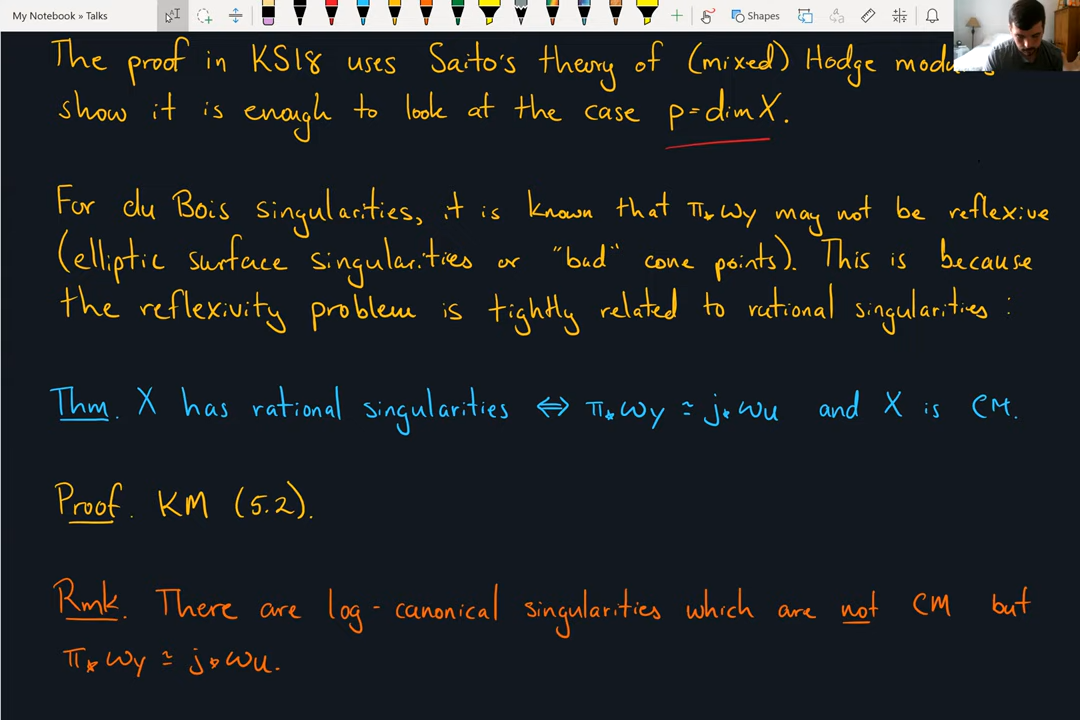 My Notebook » Talks
Shapes
The proof in KS18 uses Saito's theory of (mixed) Hodge
show it is enough to look at the case p=dim X.
For du Bois singularities, it is known that π⋆ωY may not be reflexive
(elliptic surface singularities or "bad" cone points). This is because
the reflexivity problem is tightly related to rational singularities :
Thm. X has rational singularities ⇔ π⋆ωY ≃ j⋆ωU and X is CM.
Proof. KM (5.2).
Rmk. There are log-canonical singularities which are not CM but
π⋆ωY ≃ j⋆ωU.